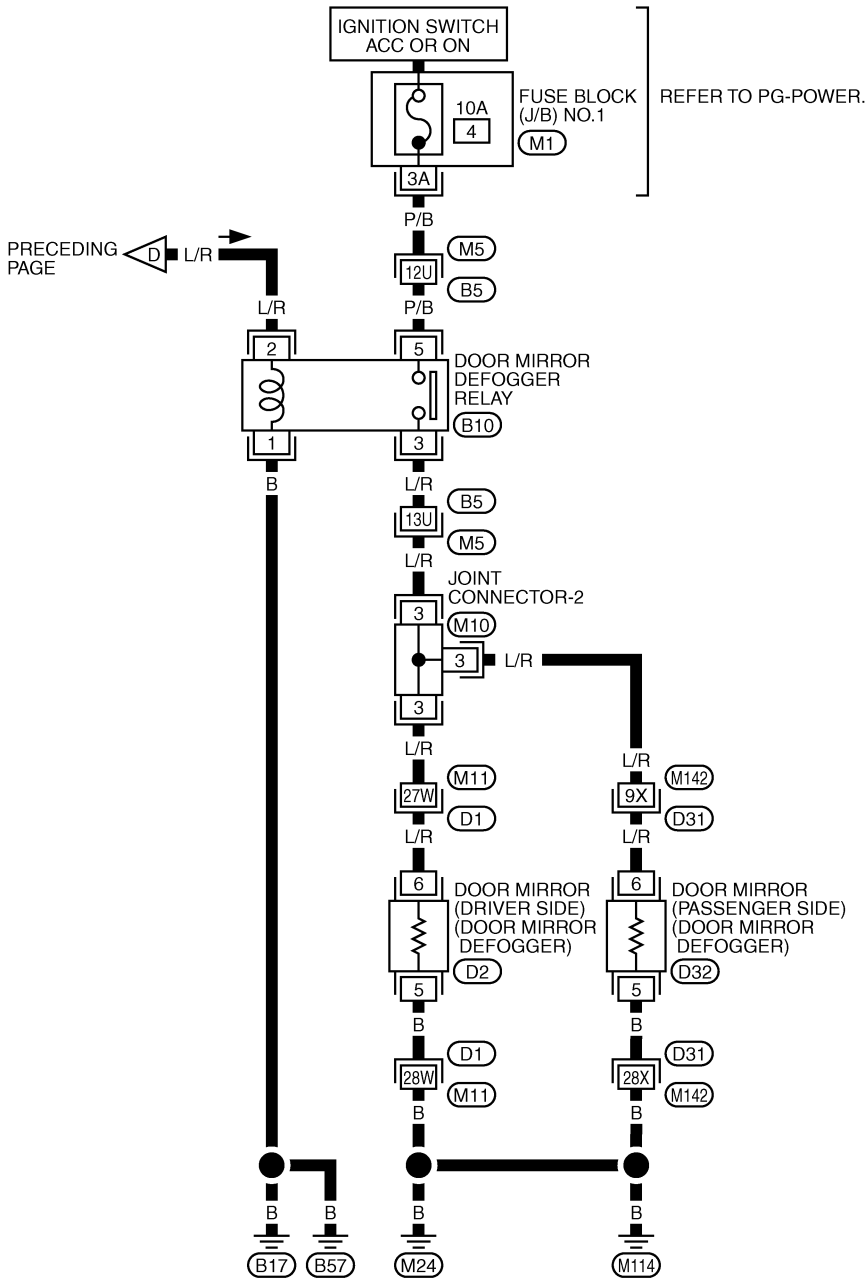 IGNITION SWITCH
ACC OR ON
10A
4
FUSE BLOCK
(J/B) NO.1
M1
REFER TO PG-POWER.
3A
P/B
PRECEDING
PAGE
D
L/R
M5
12U
B5
L/R
P/B
2
5
DOOR MIRROR
DEFOGGER
RELAY
B10
1
3
B
L/R
B5
13U
M5
L/R
JOINT
CONNECTOR-2
3
M10
3
L/R
3
L/R
L/R
M11
27W
D1
M142
9X
D31
L/R
L/R
6
DOOR MIRROR
(DRIVER SIDE)
(DOOR MIRROR
DEFOGGER)
D2
6
DOOR MIRROR
(PASSENGER SIDE)
(DOOR MIRROR
DEFOGGER)
D32
5
5
B
B
D1
28W
M11
D31
28X
M142
B
B
B
B
B
B
B17
B57
M24
M114